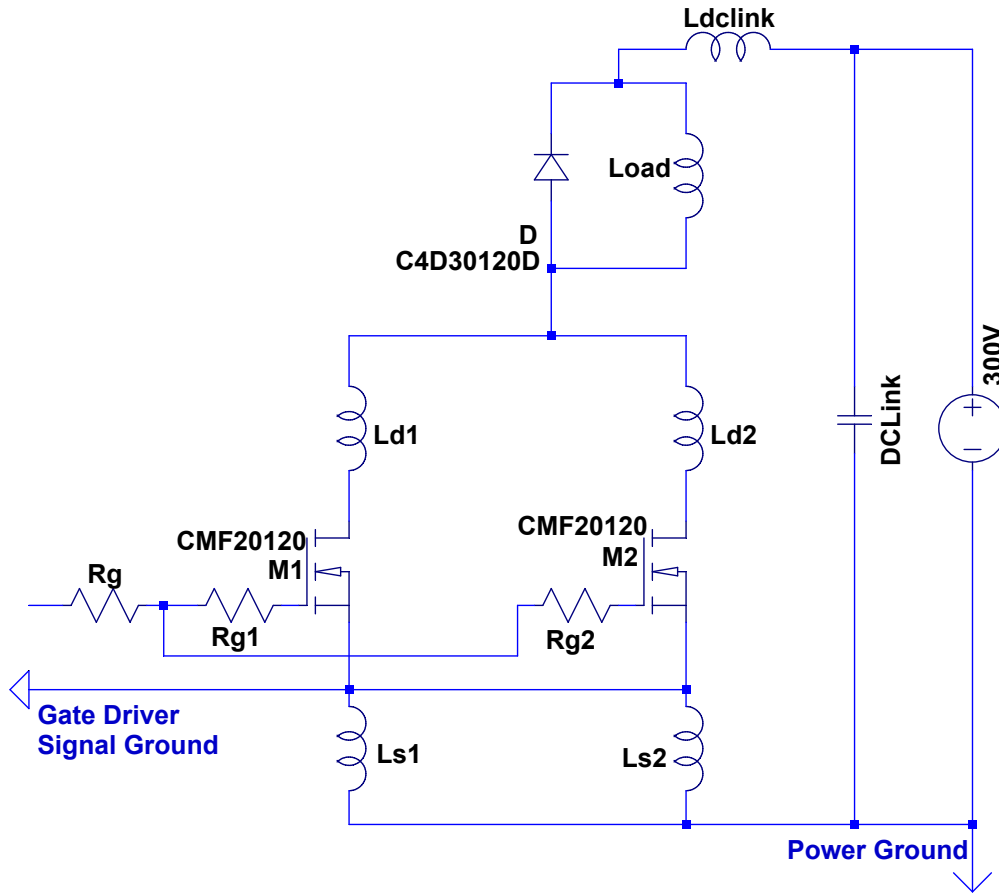 Ldclink
Load
D
C4D30120D
300V
DCLink
Ld1
Ld2
CMF20120
M1
CMF20120
M2
Rg
Rg1
Rg2
Gate Driver
Signal Ground
Ls1
Ls2
Power Ground